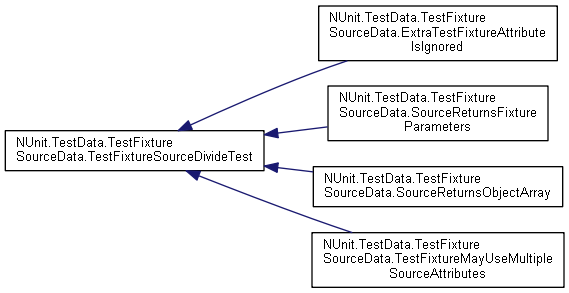 NUnit.TestData.TestFixture
SourceData.ExtraTestFixtureAttribute
IsIgnored
NUnit.TestData.TestFixture
SourceData.SourceReturnsFixture
Parameters
NUnit.TestData.TestFixture
SourceData.TestFixtureSourceDivideTest
NUnit.TestData.TestFixture
SourceData.SourceReturnsObjectArray
NUnit.TestData.TestFixture
SourceData.TestFixtureMayUseMultiple
SourceAttributes